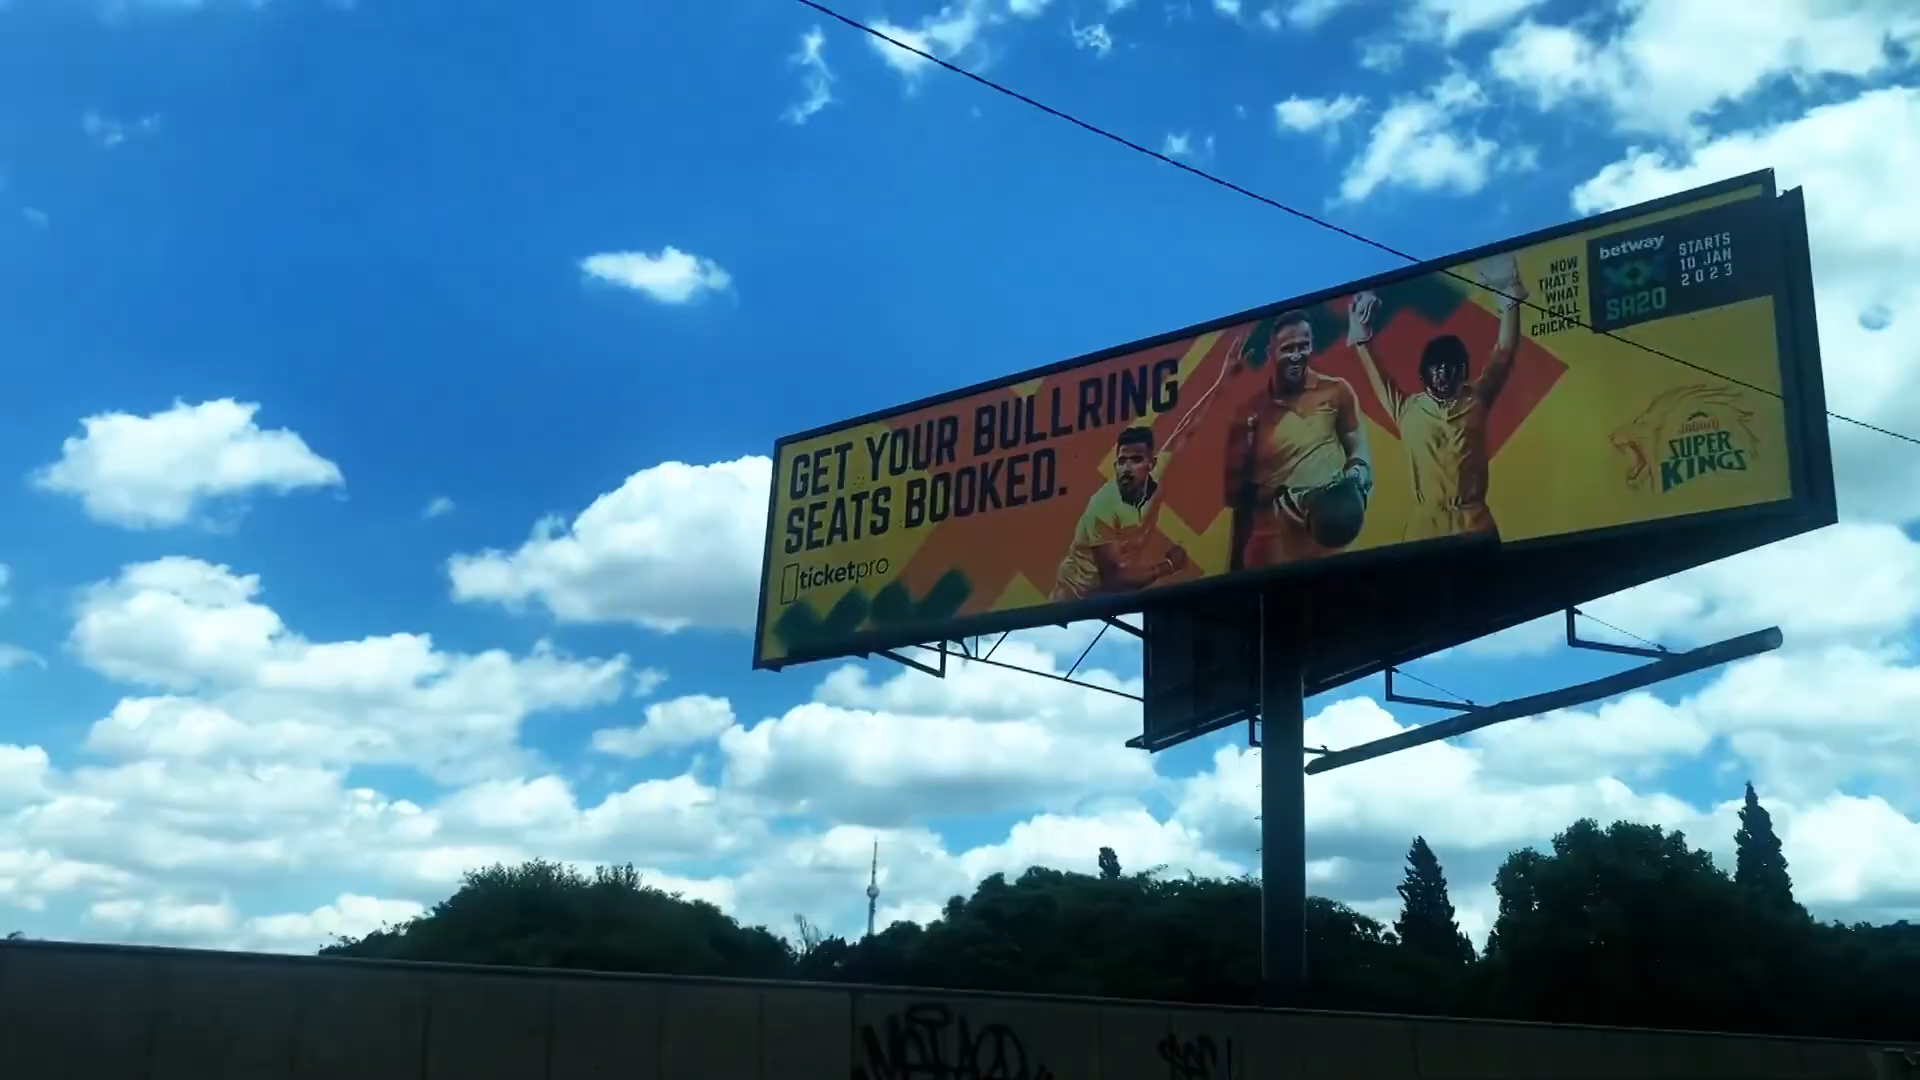 GET YOUR BULLRING
SEATS BOOKED.
ticketpro
NOW
THAT'S
WHAT
I CALL
CRICKET
betway
SA20
STARTS
10 JAN
2023
SUPER
KINGS